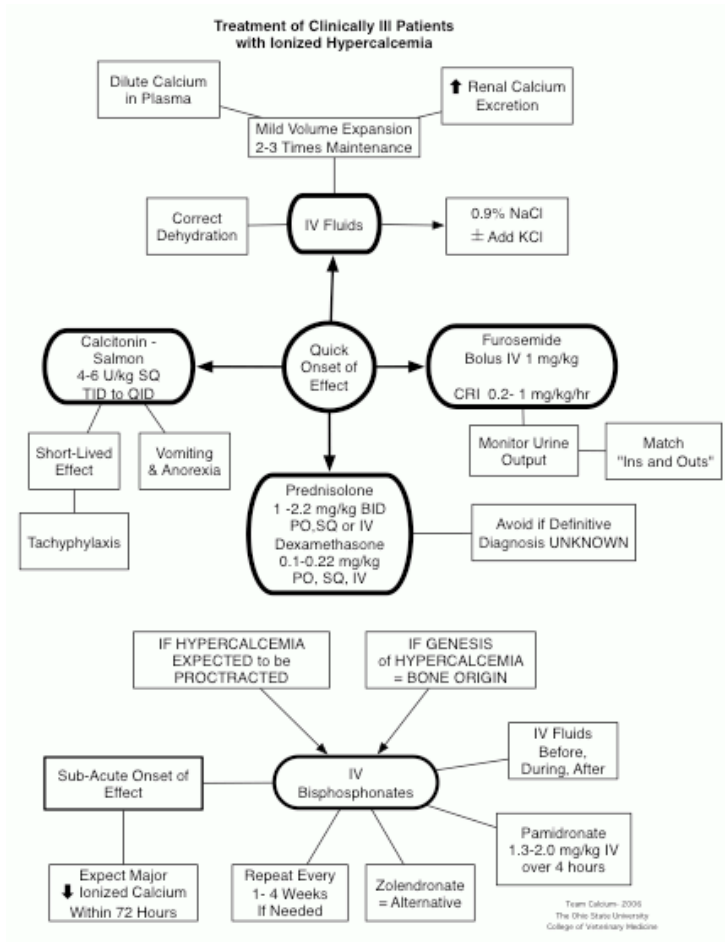 Treatment of Clinically Ill Patients
with Ionized Hypercalcemia
Dilute Calcium
in Plasma
⬆ Renal Calcium
Excretion
Mild Volume Expansion
2-3 Times Maintenance
Correct
Dehydration
IV Fluids
0.9% NaCl
± Add KCl
Calcitonin -
Salmon
4-6 U/kg SQ
TID to QID
Quick
Onset of
Effect
Furosemide
Bolus IV 1 mg/kg
CRI 0.2- 1 mg/kg/hr
Short-Lived
Effect
Vomiting
& Anorexia
Monitor Urine
Output
Match
"Ins and Outs"
Tachyphylaxis
Prednisolone
1 -2.2 mg/kg BID
PO,SQ or IV
Dexamethasone
0.1-0.22 mg/kg
PO, SQ, IV
Avoid if Definitive
Diagnosis UNKNOWN
IF HYPERCALCEMIA
EXPECTED to be
PROCTRACTED
IF GENESIS
of HYPERCALCEMIA
= BONE ORIGIN
Sub-Acute Onset of
Effect
IV
Bisphosphonates
IV Fluids
Before,
During, After
Pamidronate
1.3-2.0 mg/kg IV
over 4 hours
Expect Major
⬇ Ionized Calcium
Within 72 Hours
Repeat Every
1- 4 Weeks
If Needed
Zolendronate
= Alternative
Team Calcium- 2006
The Ohio State University
College of Veterinary Medicine